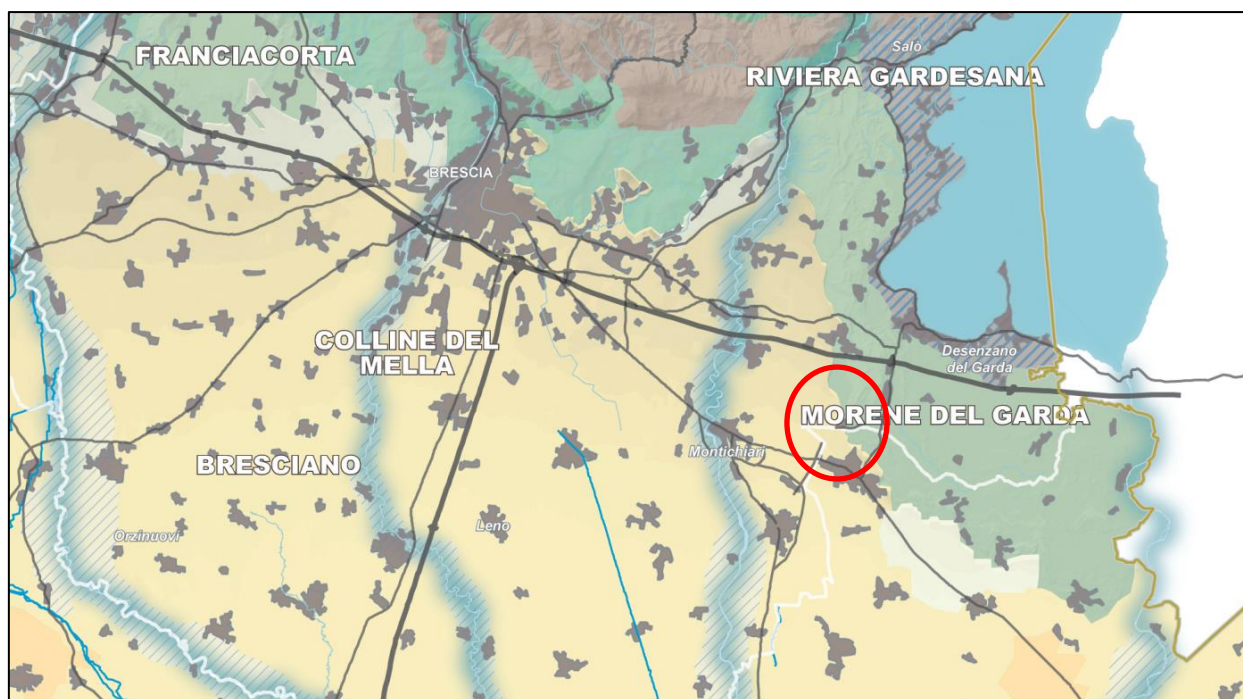 FRANCIACORTA
Salò
RIVIERA GARDESANA
BRESCIA
COLLINE DEL
MELLA
Desenzano
del Garda
MORENE DEL GARDA
Montichiari
BRESCIANO
Leno
Orzinuovi